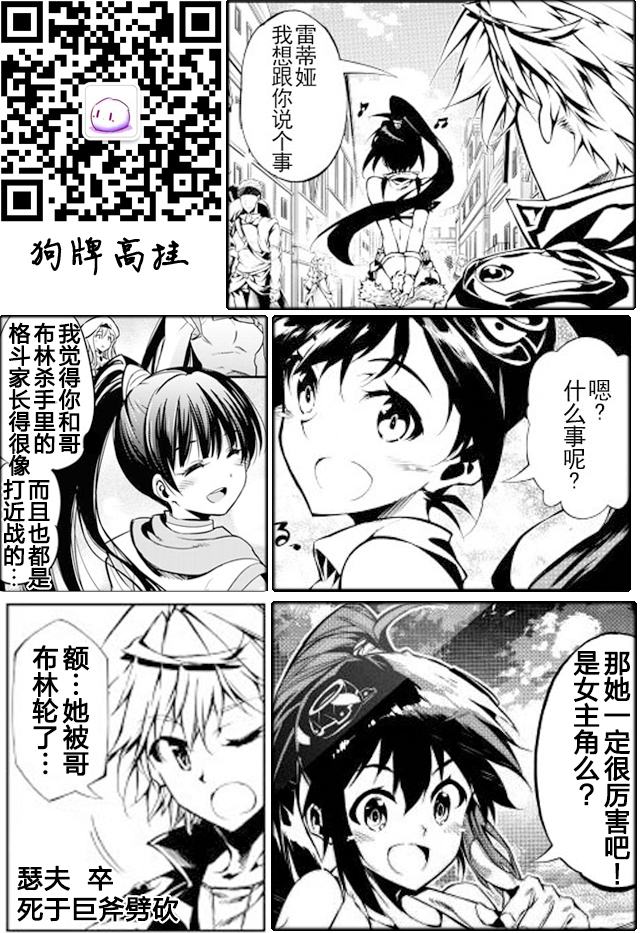 狗牌高挂
雷蒂娅
我想跟你说个事
嗯？
什么事呢？
我觉得你和哥
布林杀手里的
格斗家长得很像
而且也都是
打近战的…
那她一定很厉害吧！
是女主角么？
额…她被哥
布林轮了…
瑟夫 卒
死于巨斧劈砍